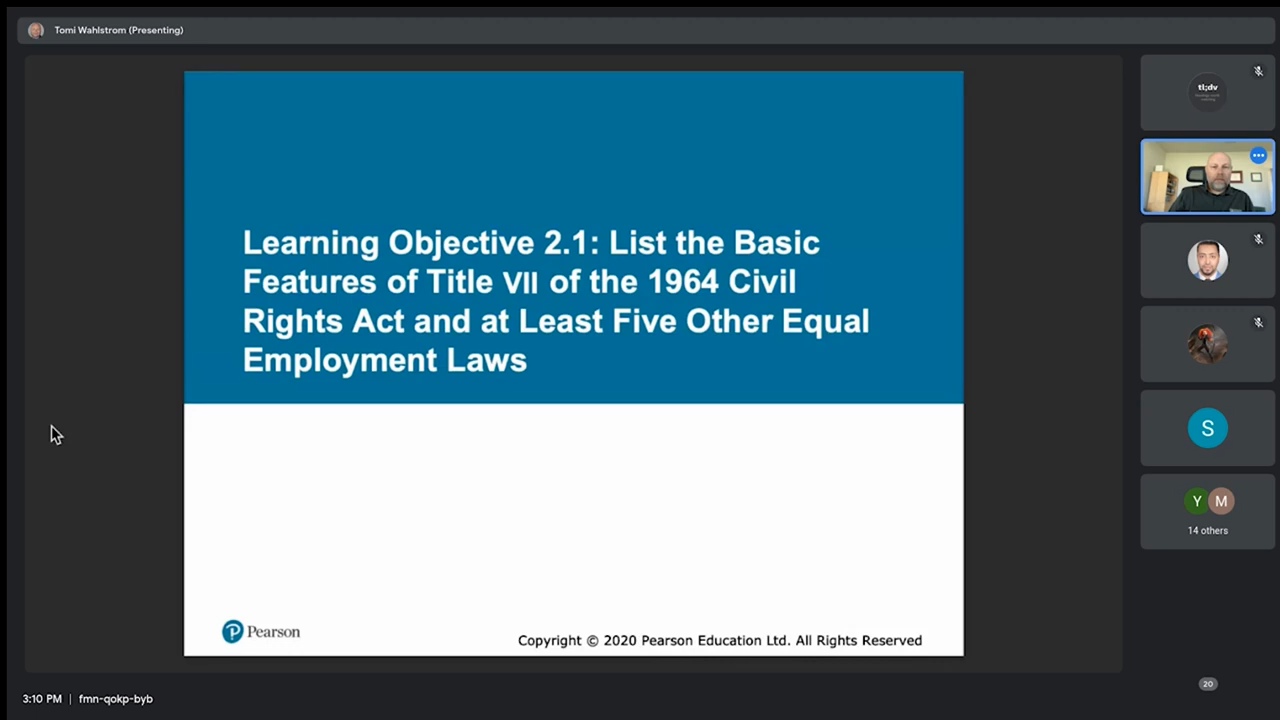 Tomi Wahlstrom (Presenting)
tl;dv
Learning Objective 2.1: List the Basic
Features of Title VII of the 1964 Civil
Rights Act and at Least Five Other Equal
Employment Laws
S
Y M
14 others
Pearson
Copyright © 2020 Pearson Education Ltd. All Rights Reserved
20
3:10 PM | fmn-qokp-byb